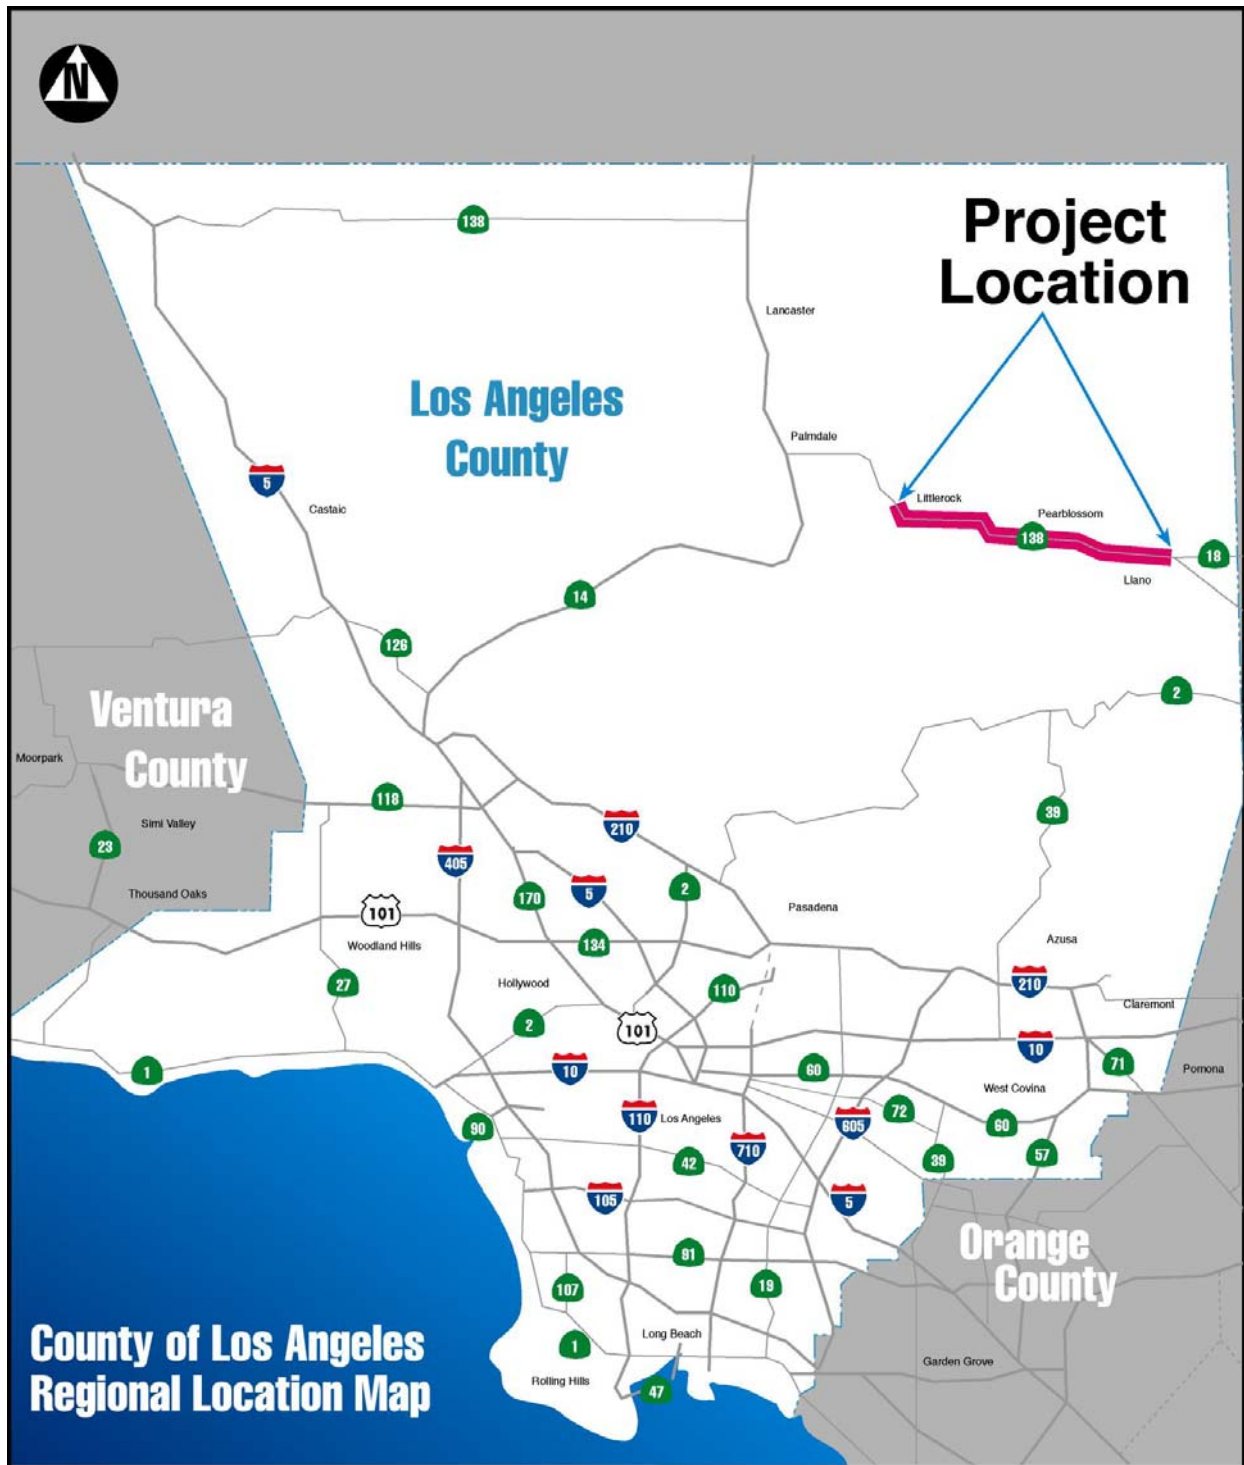 N
138
Project
Location
Lancaster
Los Angeles
County
Palmdale
5
Castaic
Littlerock
Pearblossom
138
18
Llano
14
126
2
Ventura
County
Moorpark
118
Simi Valley
23
39
210
405
Thousand Oaks
170
5
2
101
Pasadena
134
Woodland Hills
Azusa
27
Hollywood
110
210
Claremont
2
101
10
1
10
60
71
Pomona
West Covina
110
Los Angeles
72
605
60
90
710
42
39
57
105
5
91
Orange
County
107
19
County of Los Angeles
Regional Location Map
1
Long Beach
Garden Grove
Rolling Hills
47